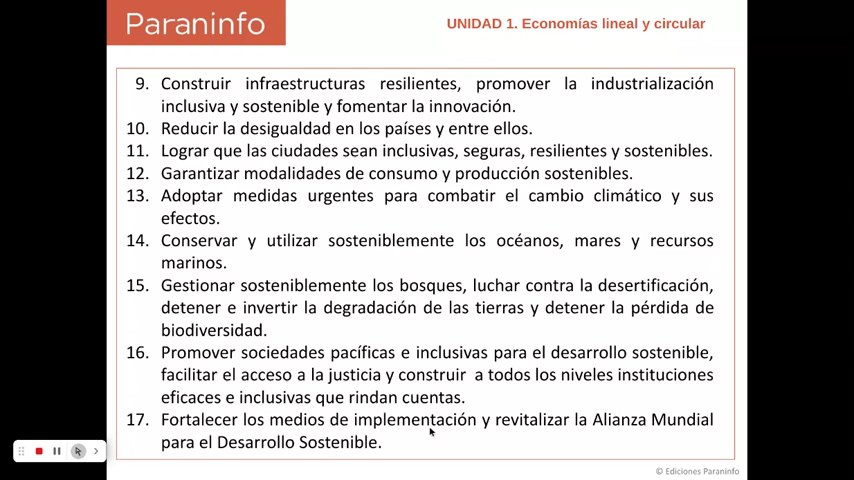 Paraninfo
UNIDAD 1. Economías lineal y circular
9. Construir infraestructuras resilientes, promover la industrialización
inclusiva y sostenible y fomentar la innovación.
10. Reducir la desigualdad en los países y entre ellos.
11. Lograr que las ciudades sean inclusivas, seguras, resilientes y sostenibles.
12. Garantizar modalidades de consumo y producción sostenibles.
13. Adoptar medidas urgentes para combatir el cambio climático y sus
efectos.
14. Conservar y utilizar sosteniblemente los océanos, mares y recursos
marinos.
15. Gestionar sosteniblemente los bosques, luchar contra la desertificación,
detener e invertir la degradación de las tierras y detener la pérdida de
biodiversidad.
16. Promover sociedades pacíficas e inclusivas para el desarrollo sostenible,
facilitar el acceso a la justicia y construir a todos los niveles instituciones
eficaces e inclusivas que rindan cuentas.
17. Fortalecer los medios de implementación y revitalizar la Alianza Mundial
para el Desarrollo Sostenible.
© Ediciones Paraninfo